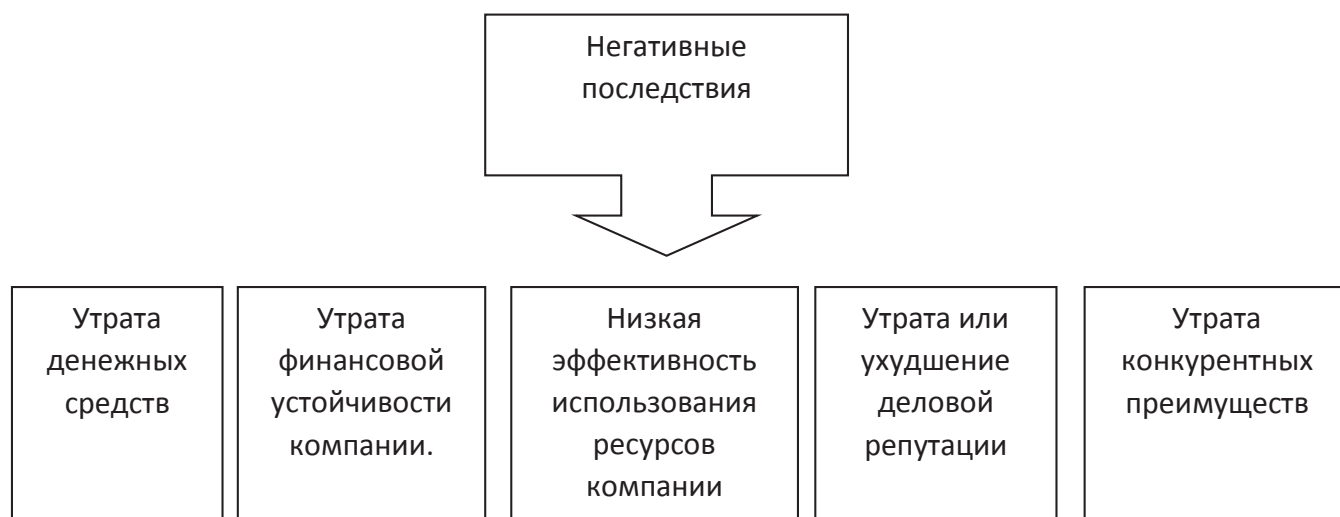 Негативные
последствия
Утрата
денежных
средств
Утрата
финансовой
устойчивости
компании.
Низкая
эффективность
использования
ресурсов
компании
Утрата или
ухудшение
деловой
репутации
Утрата
конкурентных
преимуществ